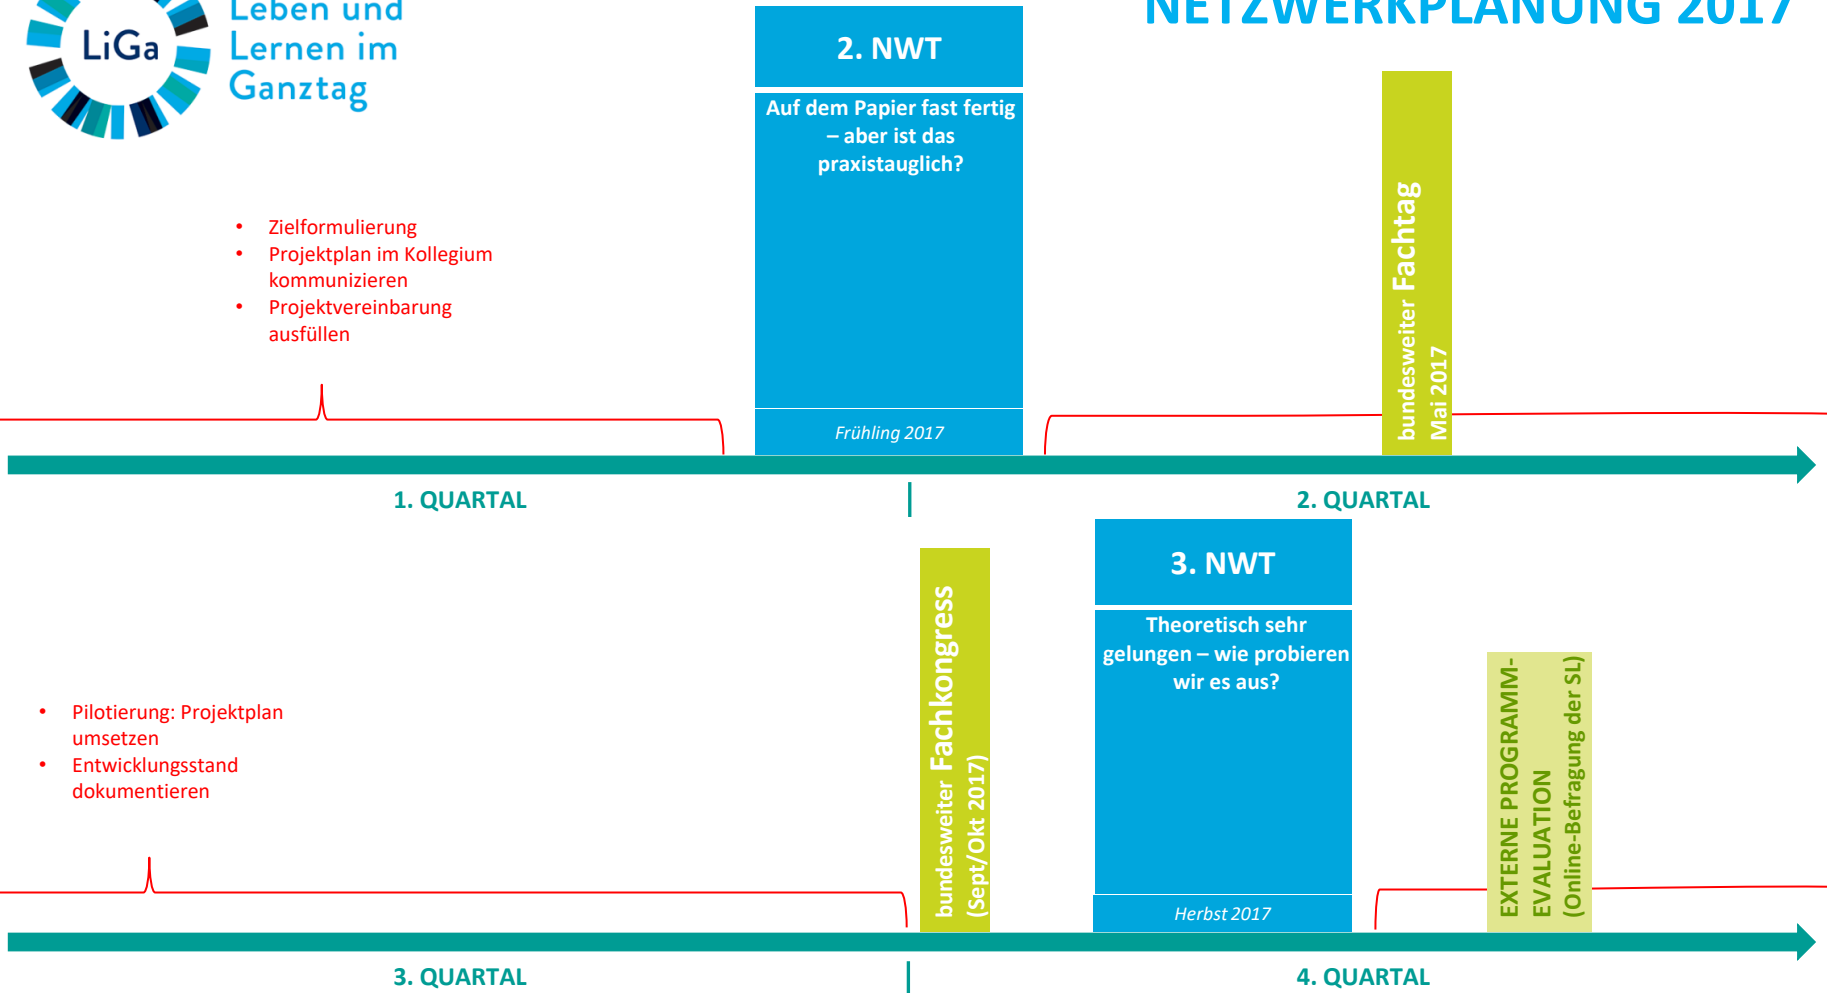 Leben und
Lernen im
Ganztag
LiGa
NETZWERKPLANUNG 2017
2. NWT
Auf dem Papier fast fertig
– aber ist das
praxistauglich?
Frühling 2017
• Zielformulierung
• Projektplan im Kollegium
kommunizieren
• Projektvereinbarung
ausfüllen
bundesweiter Fachtag
Mai 2017
1. QUARTAL
2. QUARTAL
• Pilotierung: Projektplan
umsetzen
• Entwicklungsstand
dokumentieren
bundesweiter Fachkongress
(Sept/Okt 2017)
3. NWT
Theoretisch sehr
gelungen – wie probieren
wir es aus?
Herbst 2017
EXTERNE PROGRAMM-
EVALUATION
(Online-Befragung der SL)
3. QUARTAL
4. QUARTAL